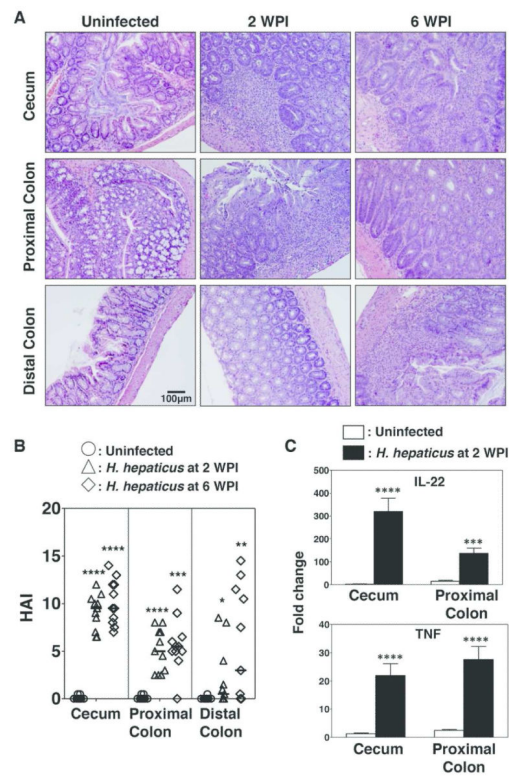 A
Uninfected
2 WPI
6 WPI
Cecum
Proximal Colon
Distal Colon
100µm
B
○: Uninfected
△: H. hepaticus at 2 WPI
◇: H. hepaticus at 6 WPI
HAI
20
15
10
5
0
****
****
****
***
*
**
Cecum
Proximal
Colon
Distal
Colon
C
: Uninfected
: H. hepaticus at 2 WPI
Fold change
IL-22
500
400
300
200
100
0
****
***
Cecum
Proximal
Colon
TNF
40
30
20
10
0
****
****
Cecum
Proximal
Colon